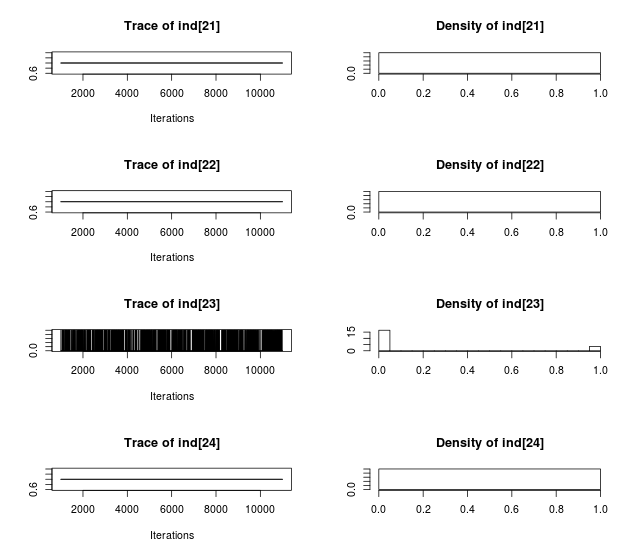 Trace of ind[21]
Density of ind[21]
0.6
0.0
2000 4000 6000 8000 10000
0.0 0.2 0.4 0.6 0.8 1.0
Iterations
Trace of ind[22]
Density of ind[22]
0.6
0.0
2000 4000 6000 8000 10000
0.0 0.2 0.4 0.6 0.8 1.0
Iterations
Trace of ind[23]
Density of ind[23]
0.0
0 15
2000 4000 6000 8000 10000
0.0 0.2 0.4 0.6 0.8 1.0
Iterations
Trace of ind[24]
Density of ind[24]
0.6
0.0
2000 4000 6000 8000 10000
0.0 0.2 0.4 0.6 0.8 1.0
Iterations